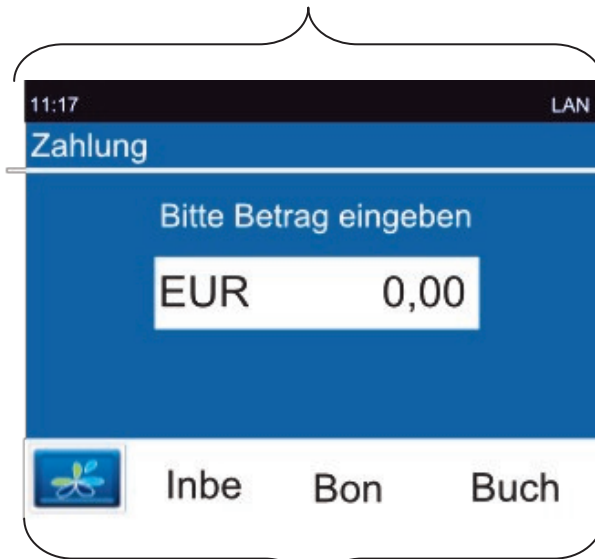 11:17 LAN
Zahlung
Bitte Betrag eingeben
EUR 0,00
Inbe Bon Buch